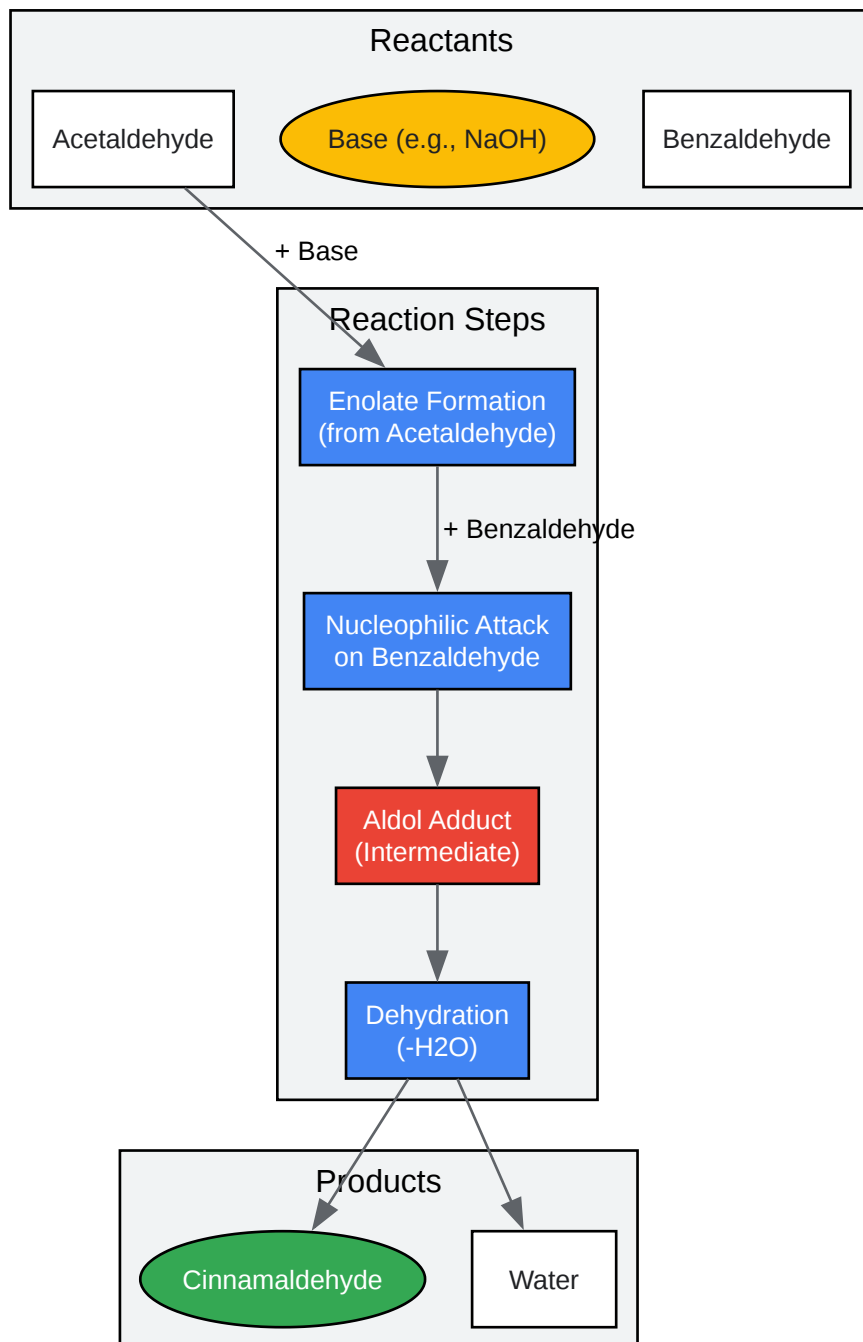 Reactants
Acetaldehyde
Base (e.g., NaOH)
Benzaldehyde
+ Base
Reaction Steps
Enolate Formation
(from Acetaldehyde)
+ Benzaldehyde
Nucleophilic Attack
on Benzaldehyde
Aldol Adduct
(Intermediate)
Dehydration
(-H2O)
Products
Cinnamaldehyde
Water